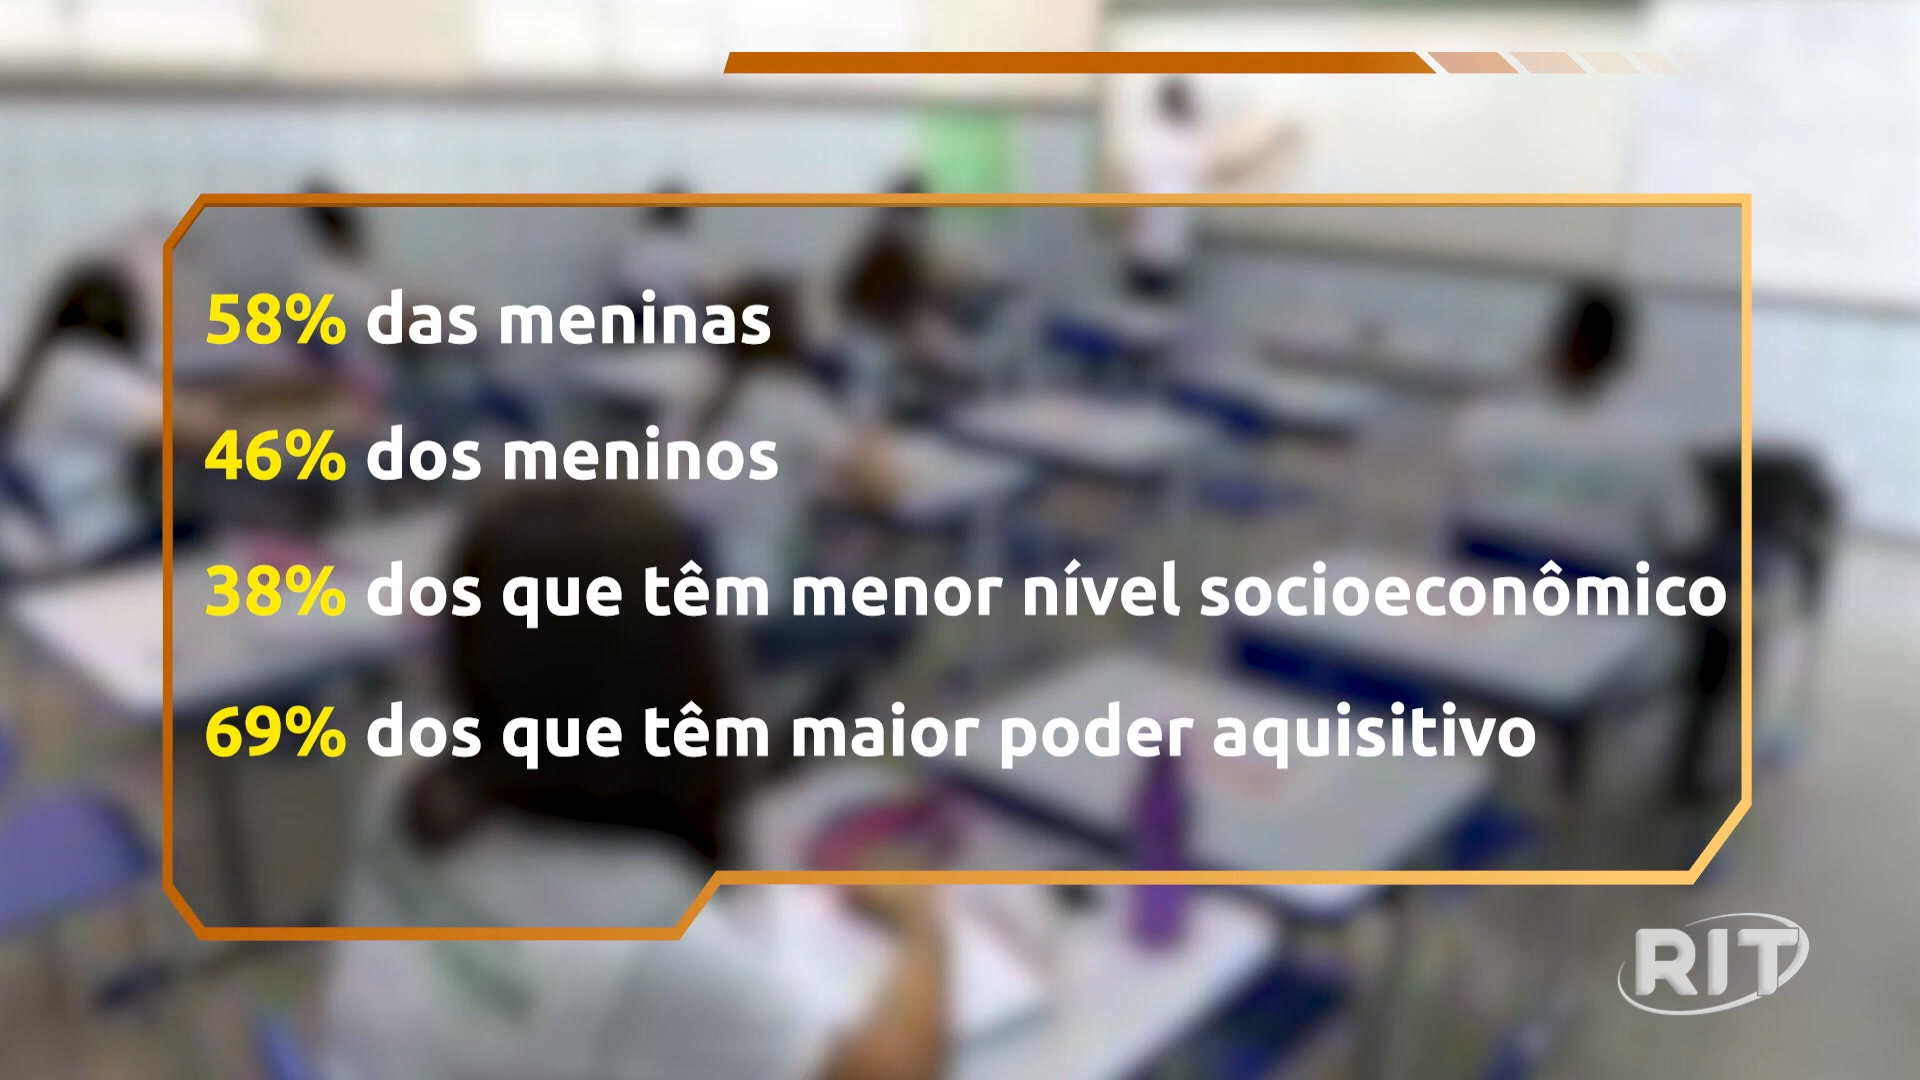 58% das meninas
46% dos meninos
38% dos que têm menor nível socioeconômico
69% dos que têm maior poder aquisitivo
RIT